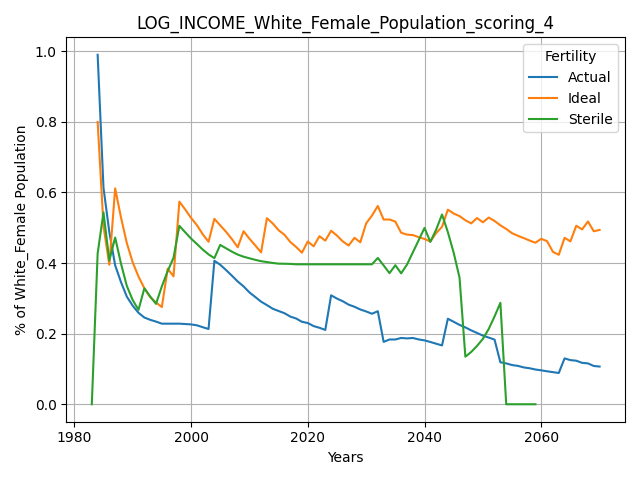 LOG_INCOME_White_Female_Population_scoring_4
Fertility
Actual
Ideal
Sterile
% of White_Female Population
1.0
0.8
0.6
0.4
0.2
0.0
1980
2000
2020
2040
2060
Years